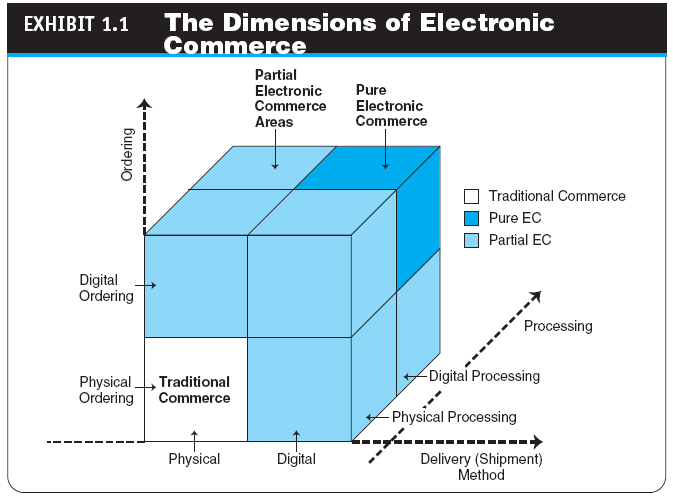 EXHIBIT 1.1
The Dimensions of Electronic
Commerce
Partial
Electronic
Commerce
Areas
Pure
Electronic
Commerce
Ordering
Traditional Commerce
Pure EC
Partial EC
Digital
Ordering
Processing
Physical
Ordering
Traditional
Commerce
Digital Processing
Physical Processing
Physical
Digital
Delivery (Shipment)
Method